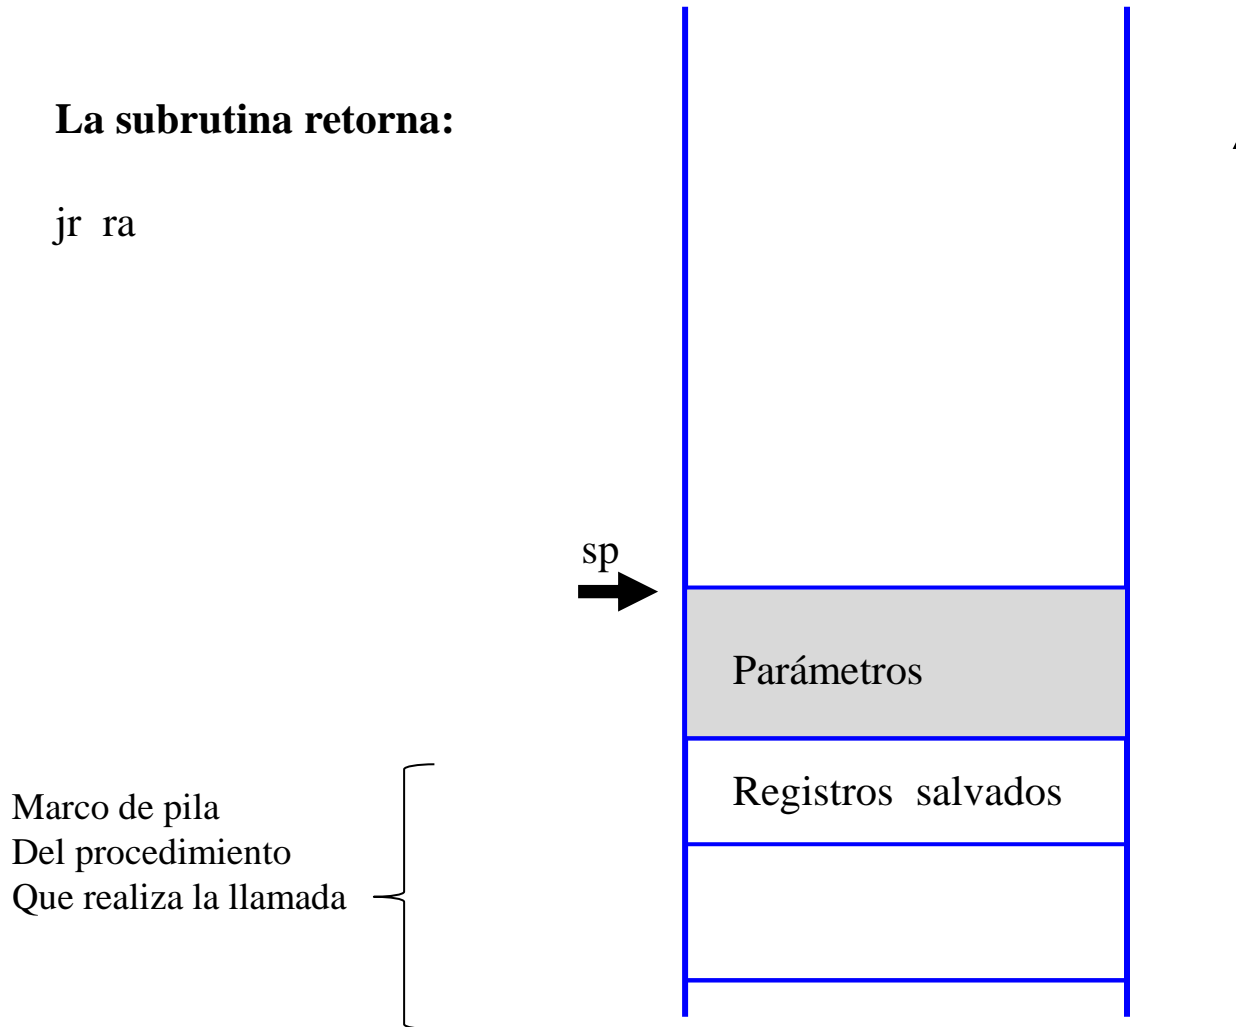 La subrutina retorna:
jr ra
sp
Parámetros
Registros salvados
Marco de pila
Del procedimiento
Que realiza la llamada